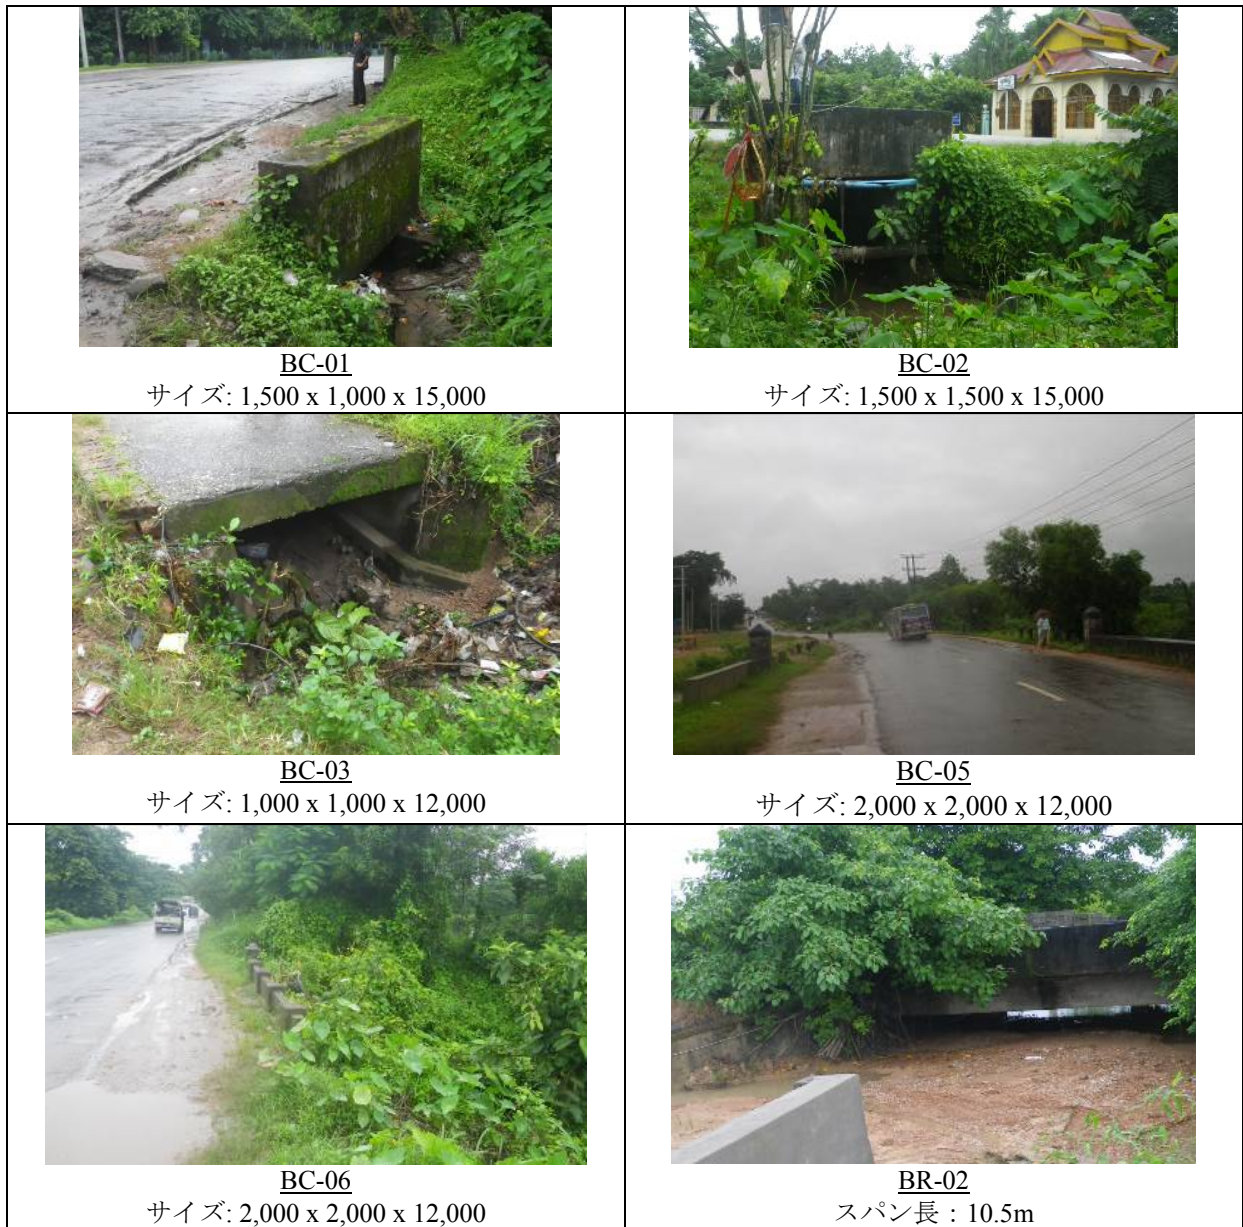 BC-01
サイズ: 1,500 x 1,000 x 15,000
BC-02
サイズ: 1,500 x 1,500 x 15,000
BC-03
サイズ: 1,000 x 1,000 x 12,000
BC-05
サイズ: 2,000 x 2,000 x 12,000
BC-06
サイズ: 2,000 x 2,000 x 12,000
BR-02
スパン長：10.5m